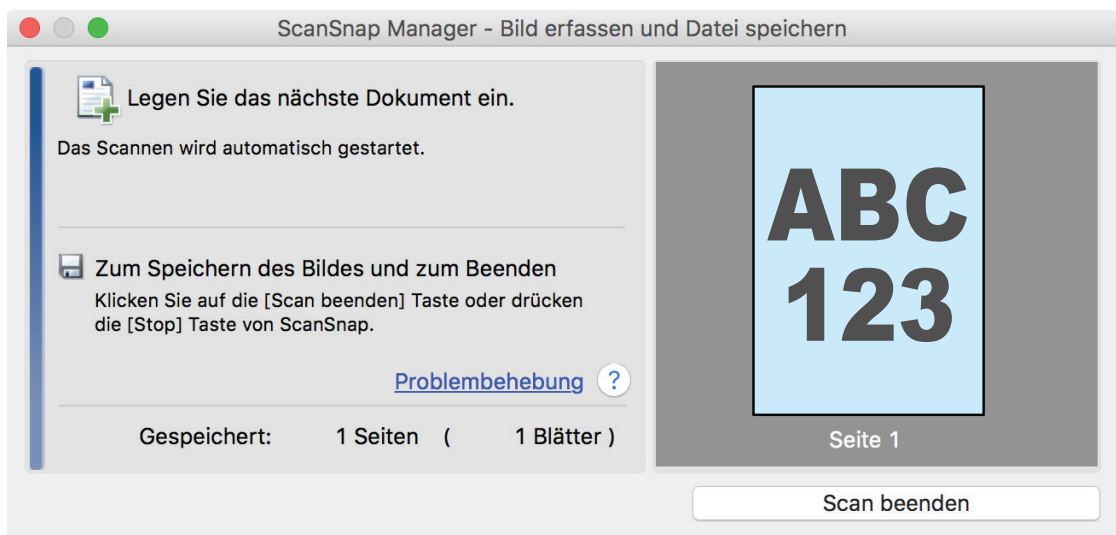 ScanSnap Manager - Bild erfassen und Datei speichern
Legen Sie das nächste Dokument ein.
Das Scannen wird automatisch gestartet.
Zum Speichern des Bildes und zum Beenden
Klicken Sie auf die [Scan beenden] Taste oder drücken
die [Stop] Taste von ScanSnap.
Problembehebung ?
Gespeichert: 1 Seiten ( 1 Blätter )
ABC
123
Seite 1
Scan beenden